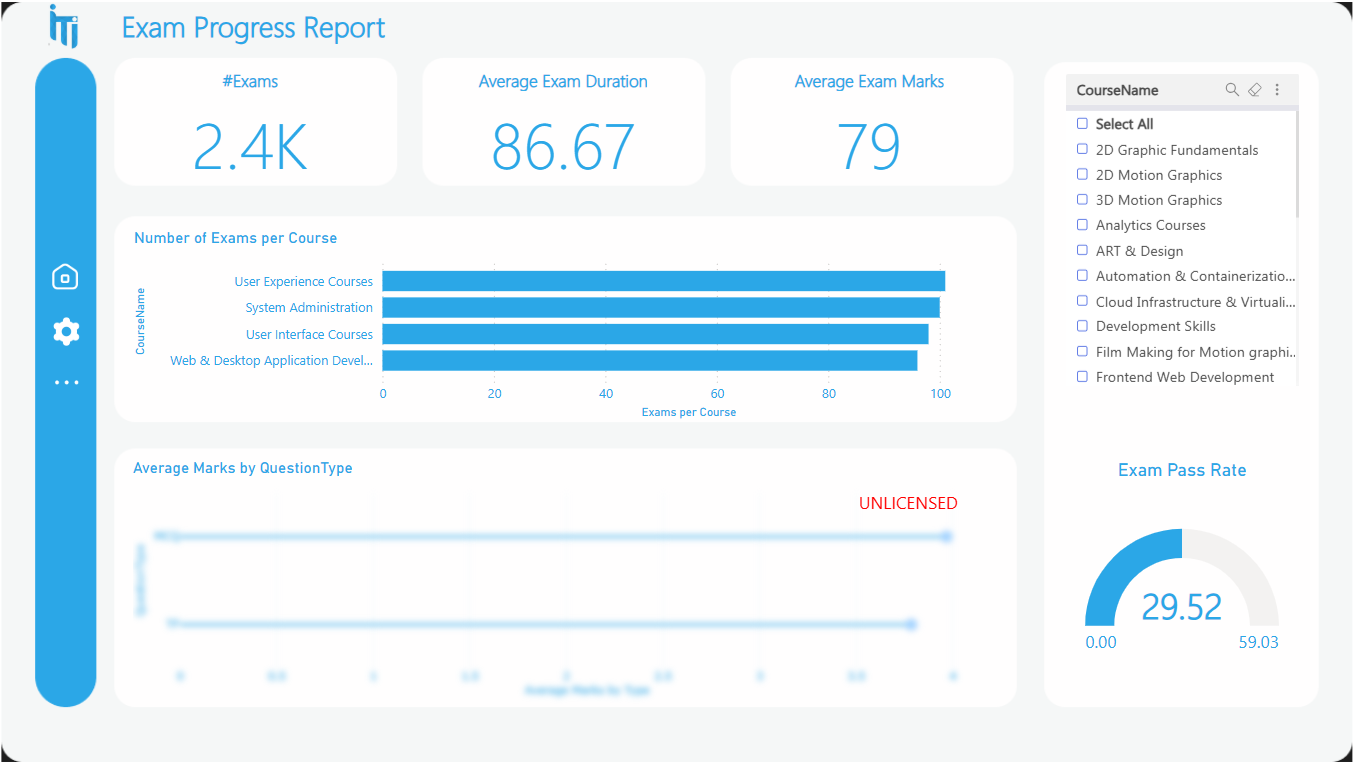 iTi
Exam Progress Report
#Exams
2.4K
Average Exam Duration
86.67
Average Exam Marks
79
CourseName
Select All
2D Graphic Fundamentals
2D Motion Graphics
3D Motion Graphics
Analytics Courses
ART & Design
Automation & Containerizatio...
Cloud Infrastructure & Virtuali...
Development Skills
Film Making for Motion graphi...
Frontend Web Development
Number of Exams per Course
CourseName
User Experience Courses
System Administration
User Interface Courses
Web & Desktop Application Devel...
0 20 40 60 80 100
Exams per Course
Average Marks by QuestionType
UNLICENSED
Average Marks by Type
Exam Pass Rate
29.52
0.00 59.03